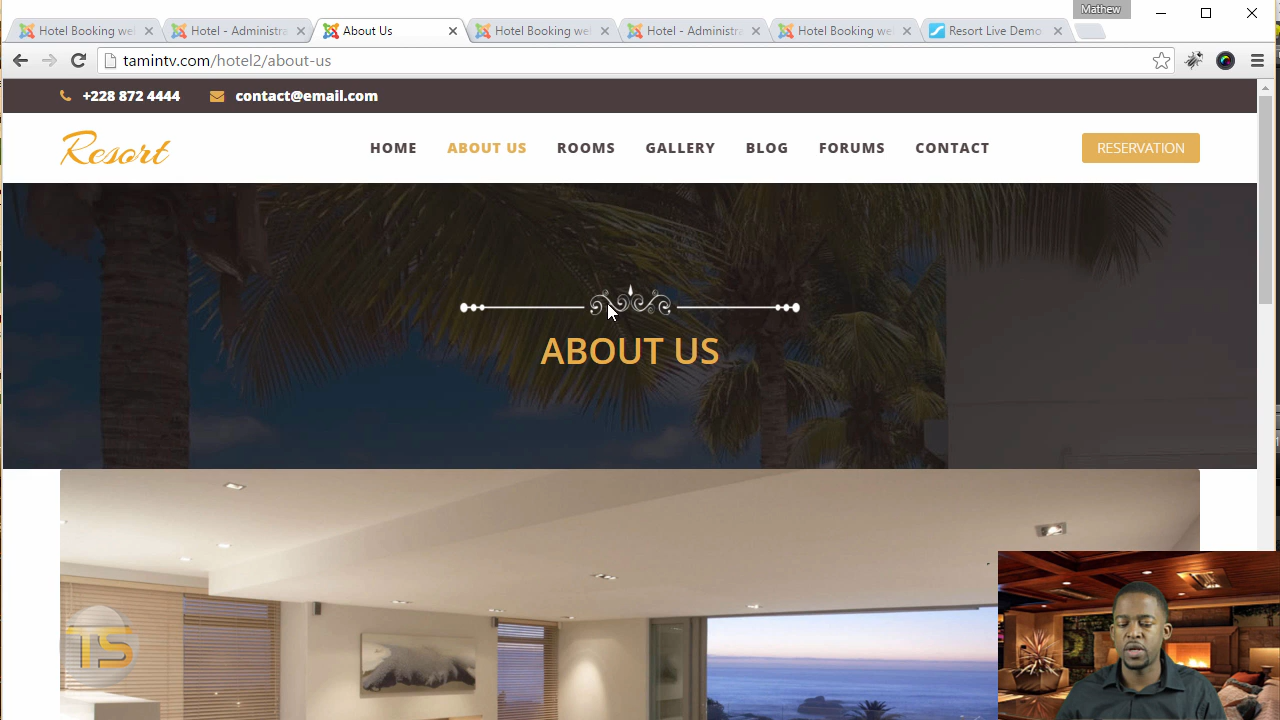 Mathew
Hotel Booking we
Hotel - Administra
About Us
Hotel Booking we
Hotel - Administra
Hotel Booking we
Resort Live Demo
tamintv.com/hotel2/about-us
+228 872 4444
contact@email.com
Resort
HOME
ABOUT US
ROOMS
GALLERY
BLOG
FORUMS
CONTACT
RESERVATION
ABOUT US
TS